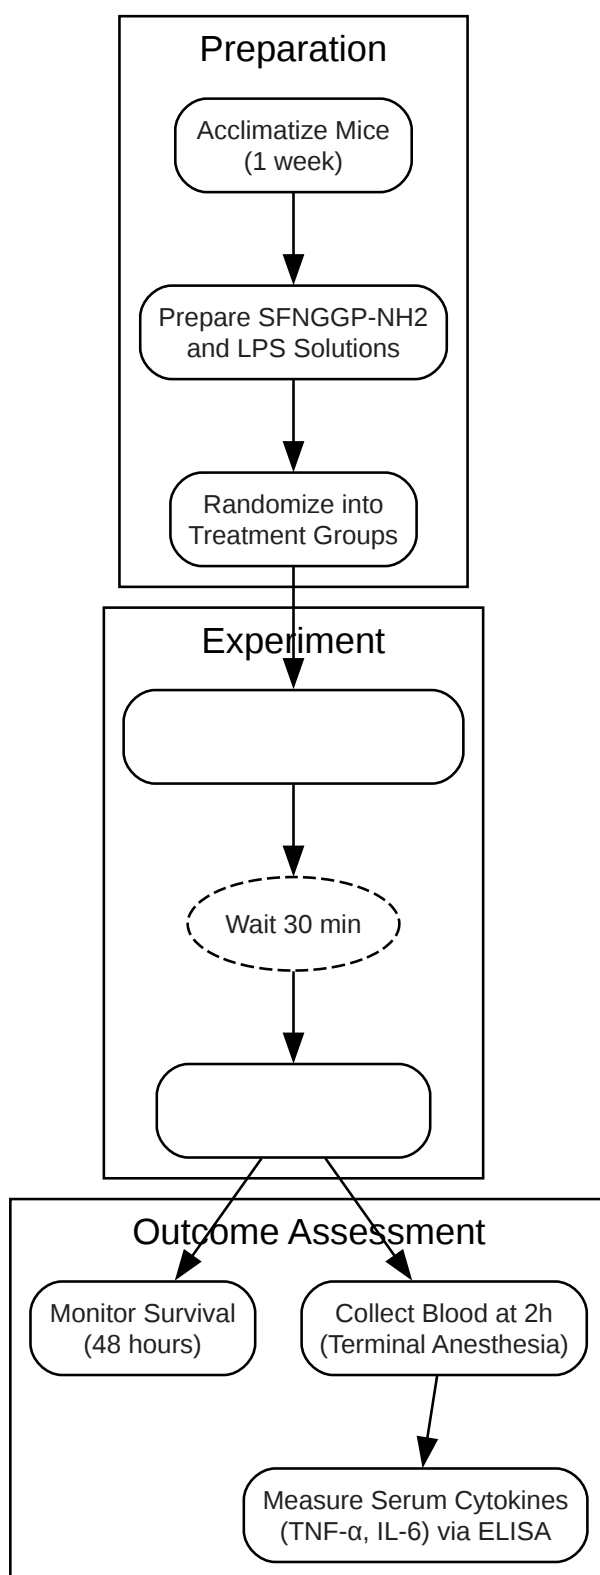 Preparation
Acclimatize Mice
(1 week)
Prepare SFNGGP-NH2
and LPS Solutions
Randomize into
Treatment Groups
Experiment
Wait 30 min
Outcome Assessment
Monitor Survival
(48 hours)
Collect Blood at 2h
(Terminal Anesthesia)
Measure Serum Cytokines
(TNF-α, IL-6) via ELISA